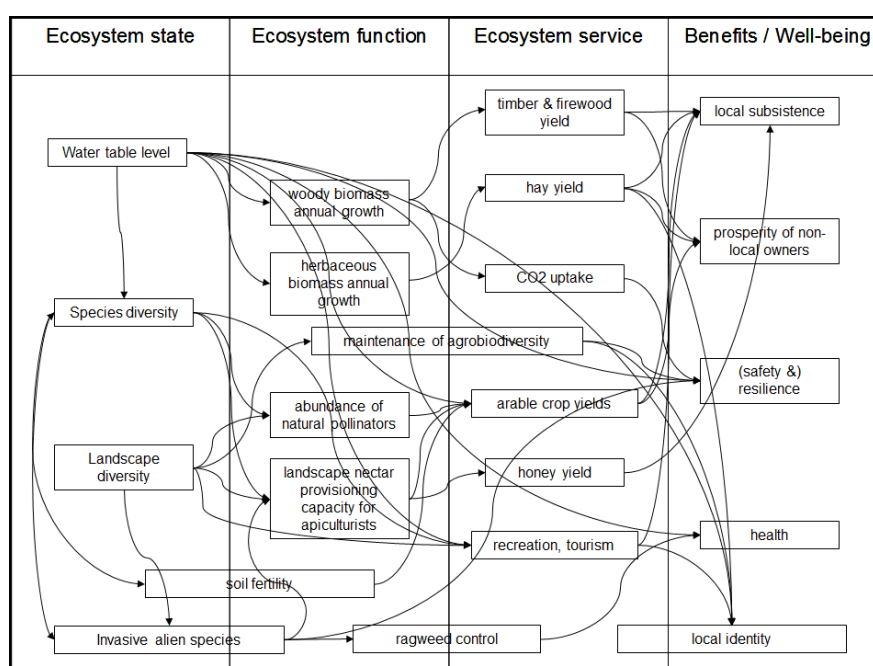 Ecosystem state
Ecosystem function
Ecosystem service
Benefits / Well-being
Water table level
Species diversity
Landscape
diversity
soil fertility
Invasive alien species
woody biomass
annual growth
herbaceous
biomass annual
growth
maintenance of agrobiodiversity
abundance of
natural pollinators
landscape nectar
provisioning
capacity for
apiculturists
ragweed control
timber & firewood
yield
hay yield
CO2 uptake
arable crop yields
honey yield
recreation, tourism
local subsistence
prosperity of non-
local owners
(safety &)
resilience
health
local identity